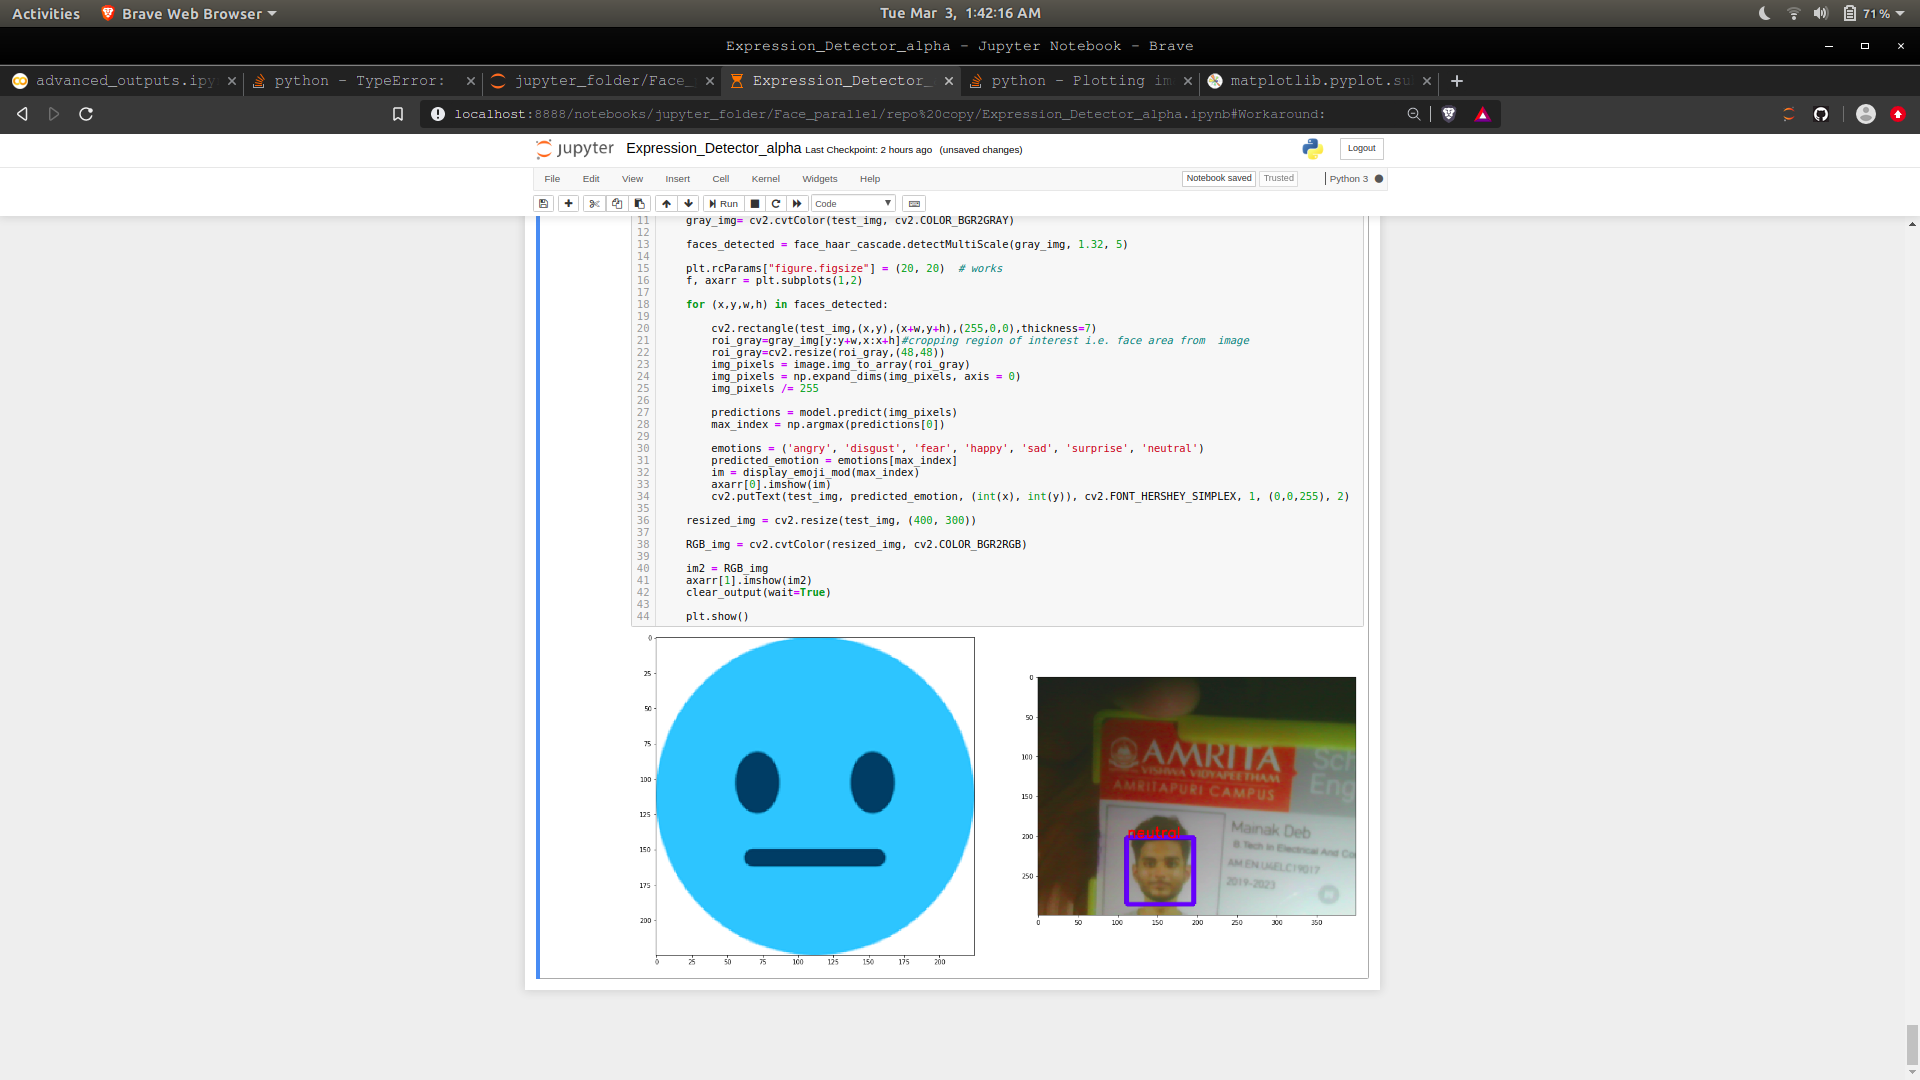 Activities Brave Web Browser Tue Mar 3, 1:42:16 AM 71%
Expression_Detector_alpha - Jupyter Notebook - Brave
advanced_outputs.ipy python - TypeError: jupyter_folder/Face_ Expression_Detector_ python - Plotting im matplotlib.pyplot.su
localhost:8888/notebooks/jupyter_folder/Face_parallel/repo%20copy/Expression_Detector_alpha.ipynb#Workaround:
jupyter Expression_Detector_alpha Last Checkpoint: 2 hours ago (unsaved changes) Logout
File Edit View Insert Cell Kernel Widgets Help Notebook saved Trusted Python 3
Run Code
11 gray_img= cv2.cvtColor(test_img, cv2.COLOR_BGR2GRAY)
12
13 faces_detected = face_haar_cascade.detectMultiScale(gray_img, 1.32, 5)
14
15 plt.rcParams["figure.figsize"] = (20, 20) # works
16 f, axarr = plt.subplots(1,2)
17
18 for (x,y,w,h) in faces_detected:
19
20 cv2.rectangle(test_img,(x,y),(x+w,y+h),(255,0,0),thickness=7)
21 roi_gray=gray_img[y:y+w,x:x+h]#cropping region of interest i.e. face area from image
22 roi_gray=cv2.resize(roi_gray,(48,48))
23 img_pixels = image.img_to_array(roi_gray)
24 img_pixels = np.expand_dims(img_pixels, axis = 0)
25 img_pixels /= 255
26
27 predictions = model.predict(img_pixels)
28 max_index = np.argmax(predictions[0])
29
30 emotions = ('angry', 'disgust', 'fear', 'happy', 'sad', 'surprise', 'neutral')
31 predicted_emotion = emotions[max_index]
32 im = display_emoji_mod(max_index)
33 axarr[0].imshow(im)
34 cv2.putText(test_img, predicted_emotion, (int(x), int(y)), cv2.FONT_HERSHEY_SIMPLEX, 1, (0,0,255), 2)
35
36 resized_img = cv2.resize(test_img, (400, 300))
37
38 RGB_img = cv2.cvtColor(resized_img, cv2.COLOR_BGR2RGB)
39
40 im2 = RGB_img
41 axarr[1].imshow(im2)
42 clear_output(wait=True)
43
44 plt.show()
0
25
50
75
100
125
150
175
200
0 25 50 75 100 125 150 175 200
0
50
100
150
200
250
0 50 100 150 200 250 300 350
AMRITA
VISHWA VIDYAPEETHAM
AMRITAPURI CAMPUS
Sch
Eng
neutral
Mainak Deb
B.Tech In Electrical And Co
AM.EN.U4ELC19017
2019-2023